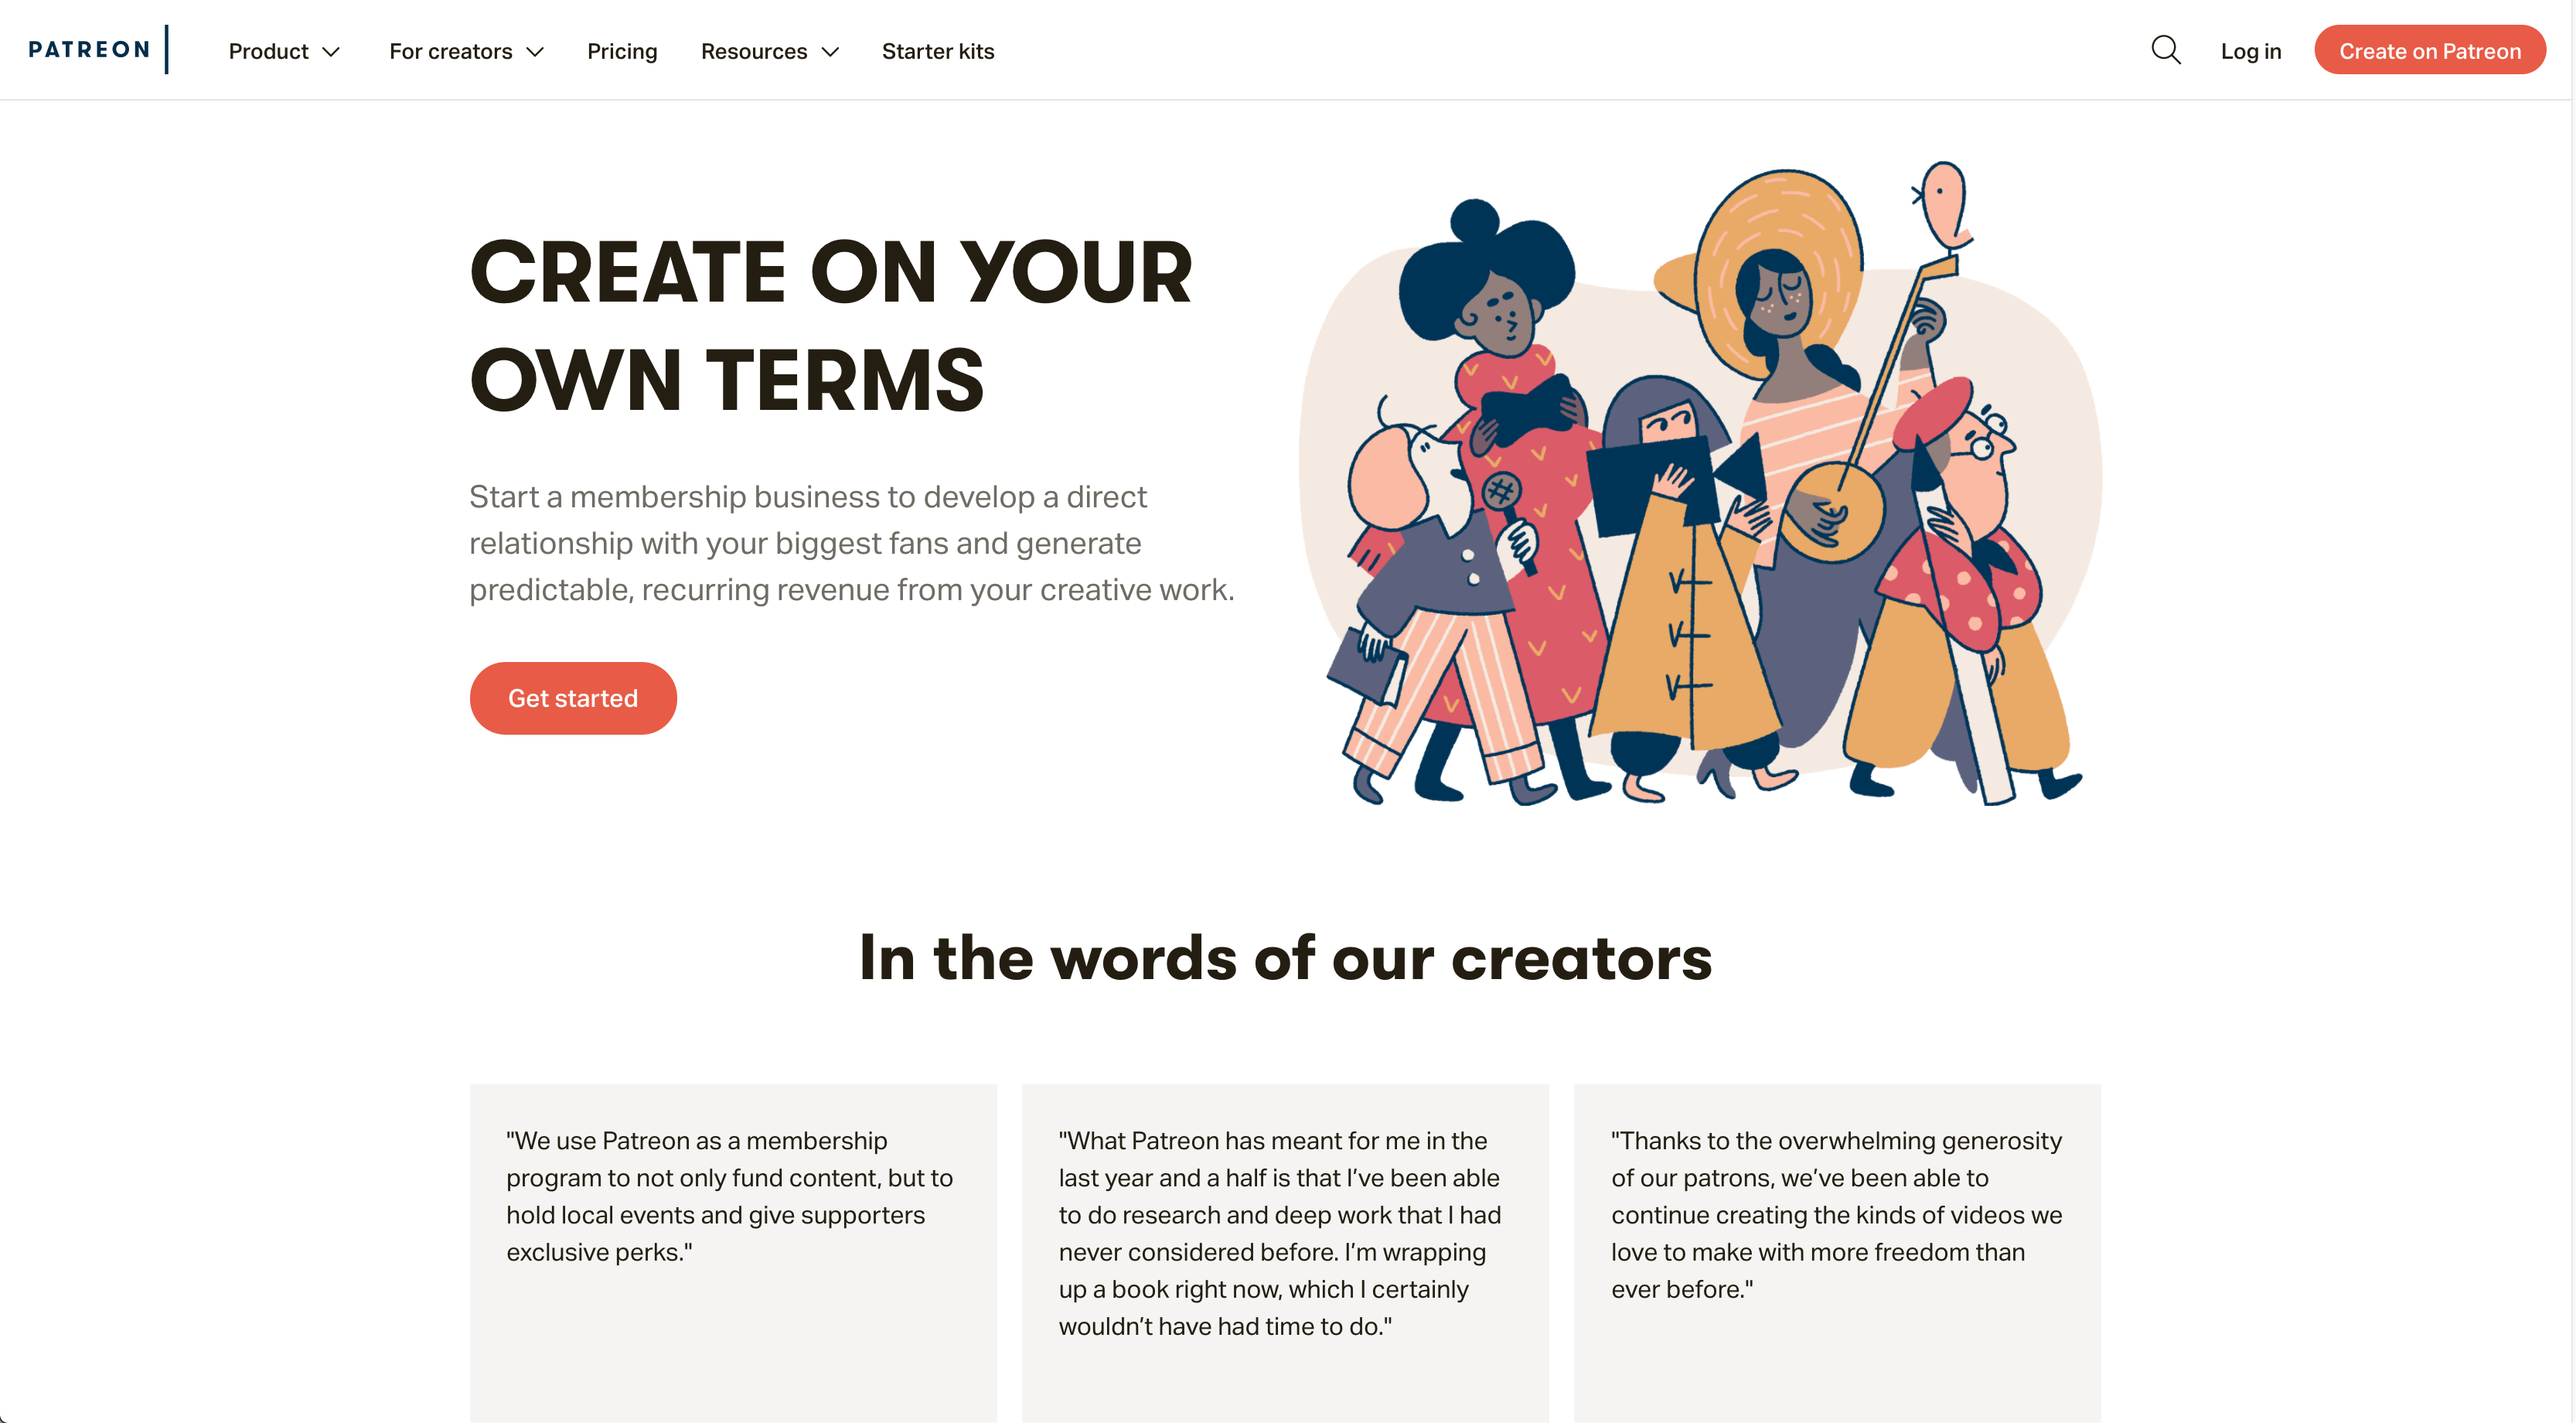 PATREON
Product
For creators
Pricing
Resources
Starter kits
Log in
Create on Patreon
CREATE ON YOUR
OWN TERMS
Start a membership business to develop a direct
relationship with your biggest fans and generate
predictable, recurring revenue from your creative work.
Get started
In the words of our creators
"We use Patreon as a membership
program to not only fund content, but to
hold local events and give supporters
exclusive perks."
"What Patreon has meant for me in the
last year and a half is that I’ve been able
to do research and deep work that I had
never considered before. I’m wrapping
up a book right now, which I certainly
wouldn’t have had time to do."
"Thanks to the overwhelming generosity
of our patrons, we’ve been able to
continue creating the kinds of videos we
love to make with more freedom than
ever before."